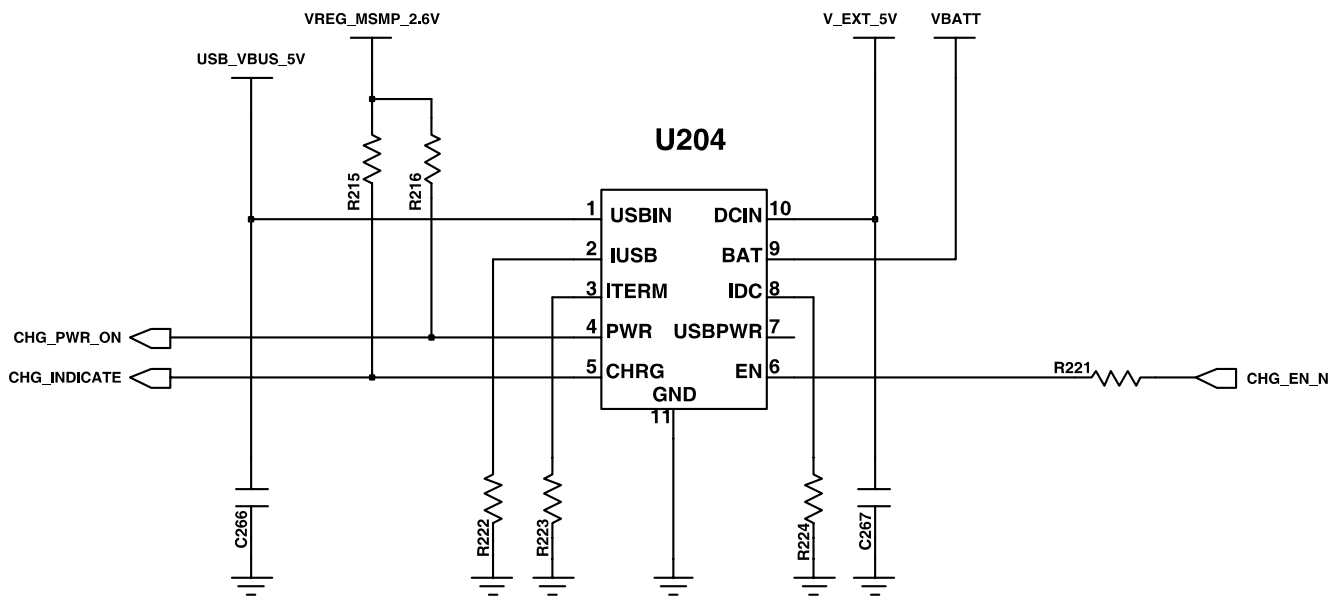 VREG_MSMP_2.6V
V_EXT_5V
VBATT
USB_VBUS_5V
U204
R215
R216
1 USBIN
DCIN 10
2 IUSB
BAT 9
3 ITERM
IDC 8
CHG_PWR_ON
4 PWR
USBPWR 7
CHG_INDICATE
5 CHRG
EN 6
R221
CHG_EN_N
GND
11
C266
R222
R223
R224
C267